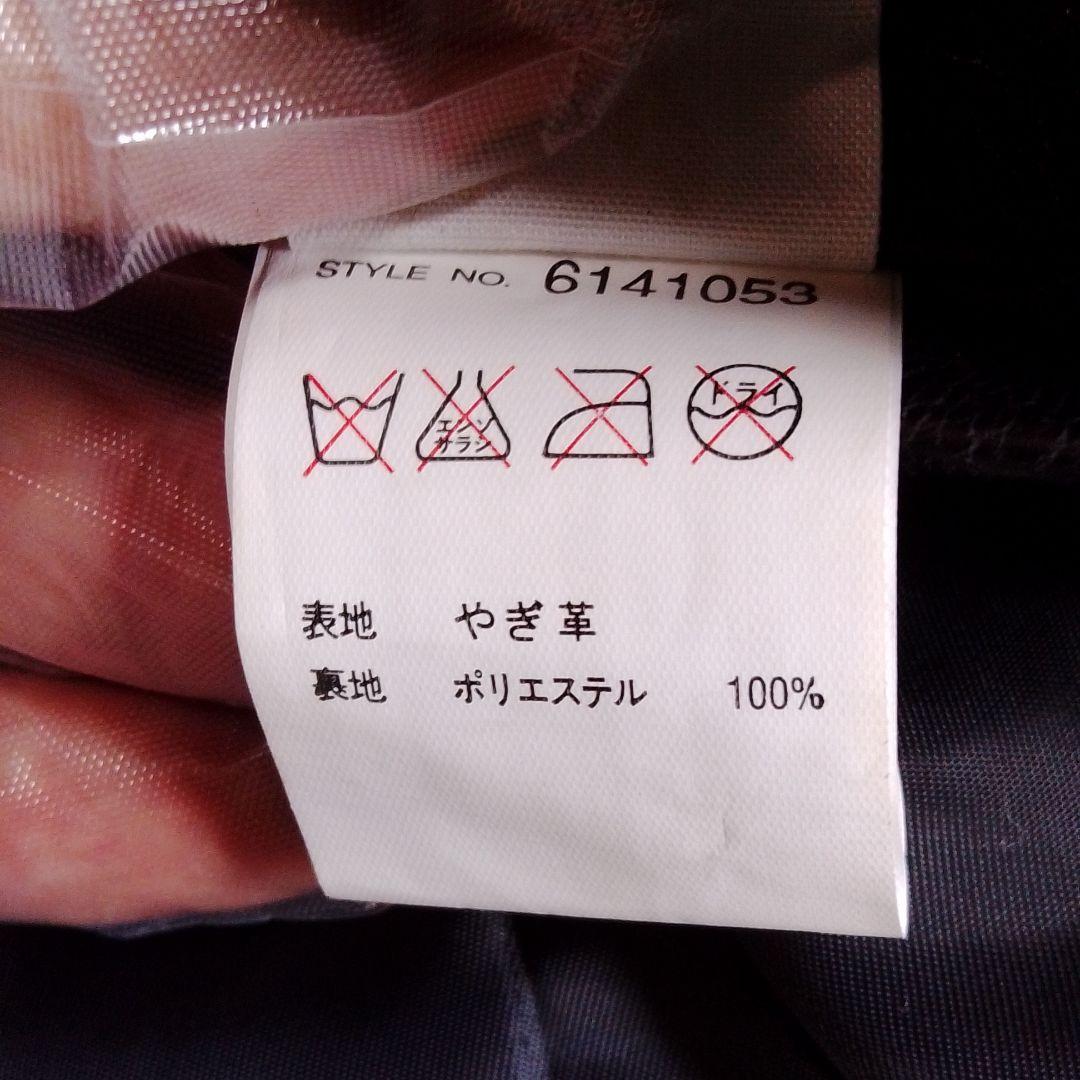 STYLE NO. 6141053
エンソ
サラシ
ドライ
表地 やぎ革
裏地 ポリエステル 100%